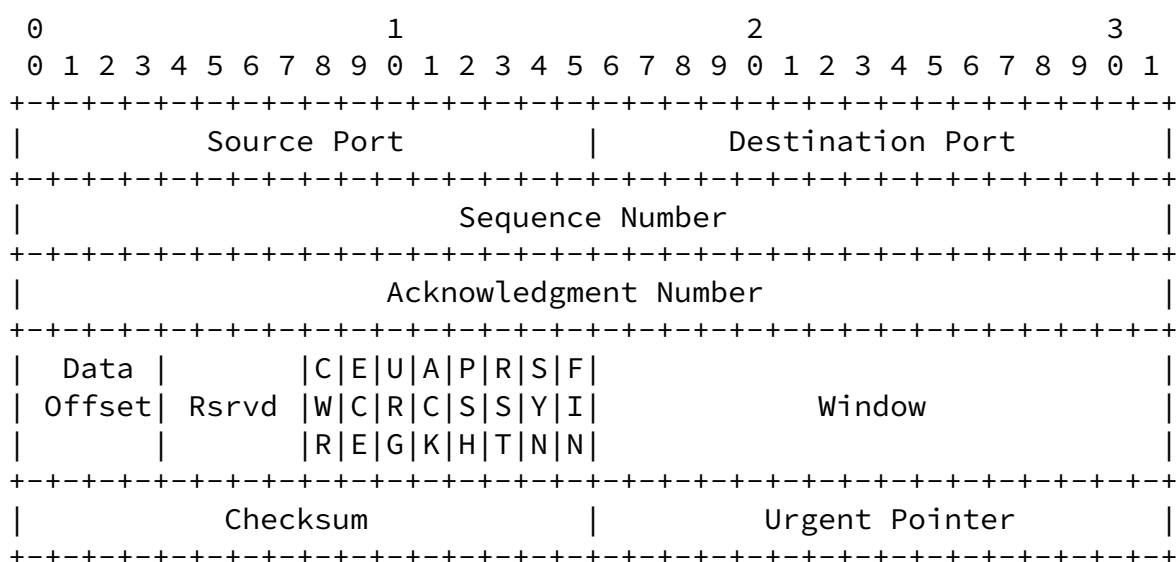 0                   1                   2                   3
 0 1 2 3 4 5 6 7 8 9 0 1 2 3 4 5 6 7 8 9 0 1 2 3 4 5 6 7 8 9 0 1
+-+-+-+-+-+-+-+-+-+-+-+-+-+-+-+-+-+-+-+-+-+-+-+-+-+-+-+-+-+-+-+-+
|          Source Port          |       Destination Port        |
+-+-+-+-+-+-+-+-+-+-+-+-+-+-+-+-+-+-+-+-+-+-+-+-+-+-+-+-+-+-+-+-+
|                        Sequence Number                        |
+-+-+-+-+-+-+-+-+-+-+-+-+-+-+-+-+-+-+-+-+-+-+-+-+-+-+-+-+-+-+-+-+
|                    Acknowledgment Number                      |
+-+-+-+-+-+-+-+-+-+-+-+-+-+-+-+-+-+-+-+-+-+-+-+-+-+-+-+-+-+-+-+-+
|  Data |       |C|E|U|A|P|R|S|F|                               |
| Offset| Rsrvd |W|C|R|C|S|S|Y|I|            Window             |
|       |       |R|E|G|K|H|T|N|N|                               |
+-+-+-+-+-+-+-+-+-+-+-+-+-+-+-+-+-+-+-+-+-+-+-+-+-+-+-+-+-+-+-+-+
|           Checksum            |         Urgent Pointer        |
+-+-+-+-+-+-+-+-+-+-+-+-+-+-+-+-+-+-+-+-+-+-+-+-+-+-+-+-+-+-+-+-+